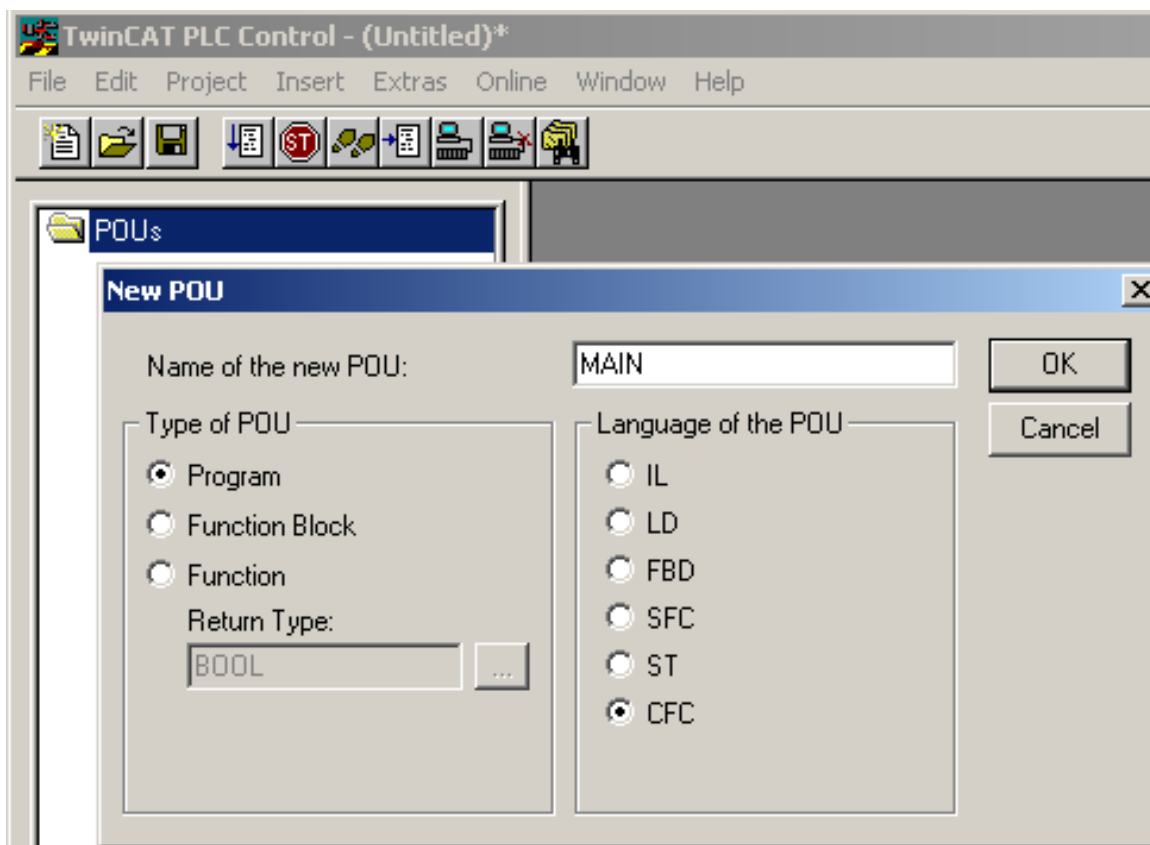 TwinCAT PLC Control - (Untitled)*
File Edit Project Insert Extras Online Window Help
ST
POUs
New POU
Name of the new POU: MAIN OK
Type of POU Language of the POU Cancel
Program IL
Function Block LD
Function FBD
Return Type: SFC
BOOL ... ST
CFC